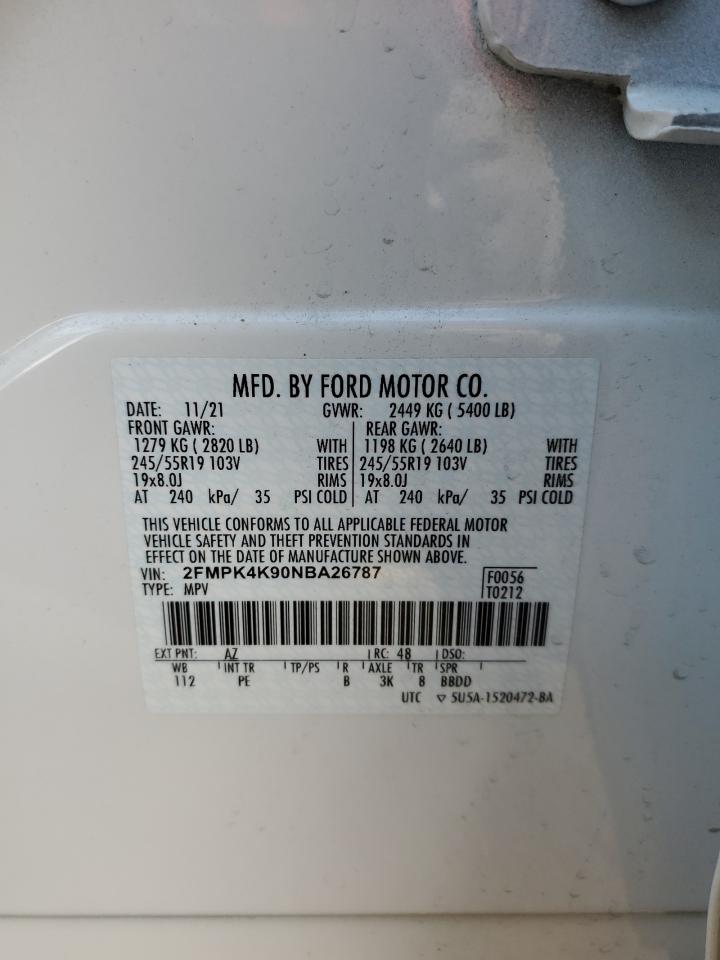 MFD. BY FORD MOTOR CO.
DATE: 11/21 GVWR: 2449 KG ( 5400 LB)
FRONT GAWR: REAR GAWR:
1279 KG ( 2820 LB) WITH 1198 KG ( 2640 LB) WITH
245/55R19 103V TIRES 245/55R19 103V TIRES
19x8.0J RIMS 19x8.0J RIMS
AT 240 kPa/ 35 PSI COLD AT 240 kPa/ 35 PSI COLD
THIS VEHICLE CONFORMS TO ALL APPLICABLE FEDERAL MOTOR
VEHICLE SAFETY AND THEFT PREVENTION STANDARDS IN
EFFECT ON THE DATE OF MANUFACTURE SHOWN ABOVE.
VIN: 2FMPK4K90NBA26787 F0056
TYPE: MPV T0212
EXT PNT: AZ RC: 48 DSO:
WB INT TR TP/PS R AXLE TR SPR
112 PE B 3K 8 BBDD
UTC ▽ 5U5A-1520472-BA